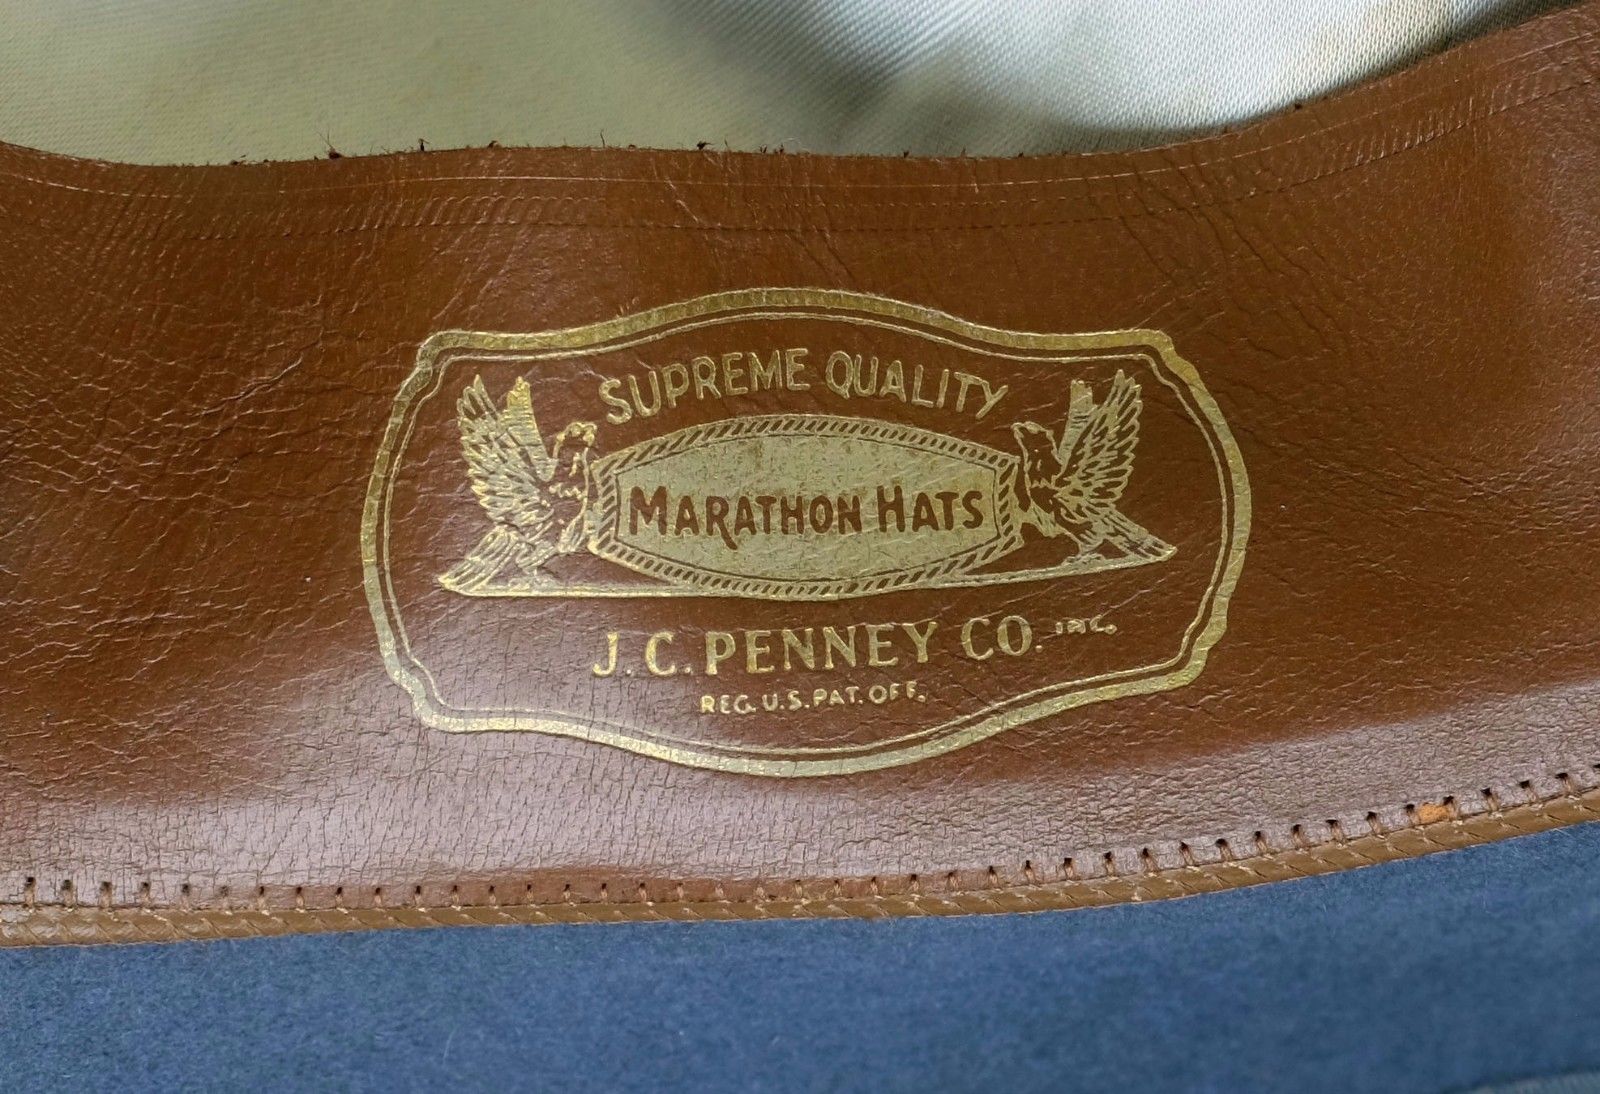 SUPREME QUALITY
MARATHON HATS
J.C. PENNEY CO. INC.
REG. U.S. PAT. OFF.